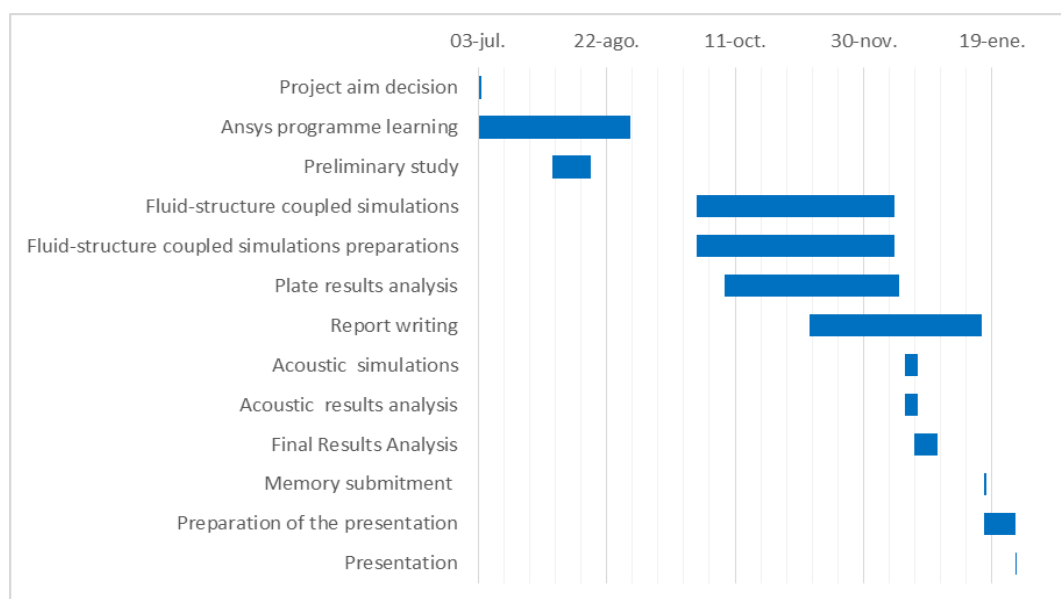 03-jul. 22-ago. 11-oct. 30-nov. 19-ene.
Project aim decision
Ansys programme learning
Preliminary study
Fluid-structure coupled simulations
Fluid-structure coupled simulations preparations
Plate results analysis
Report writing
Acoustic  simulations
Acoustic  results analysis
Final Results Analysis
Memory submitment
Preparation of the presentation
Presentation